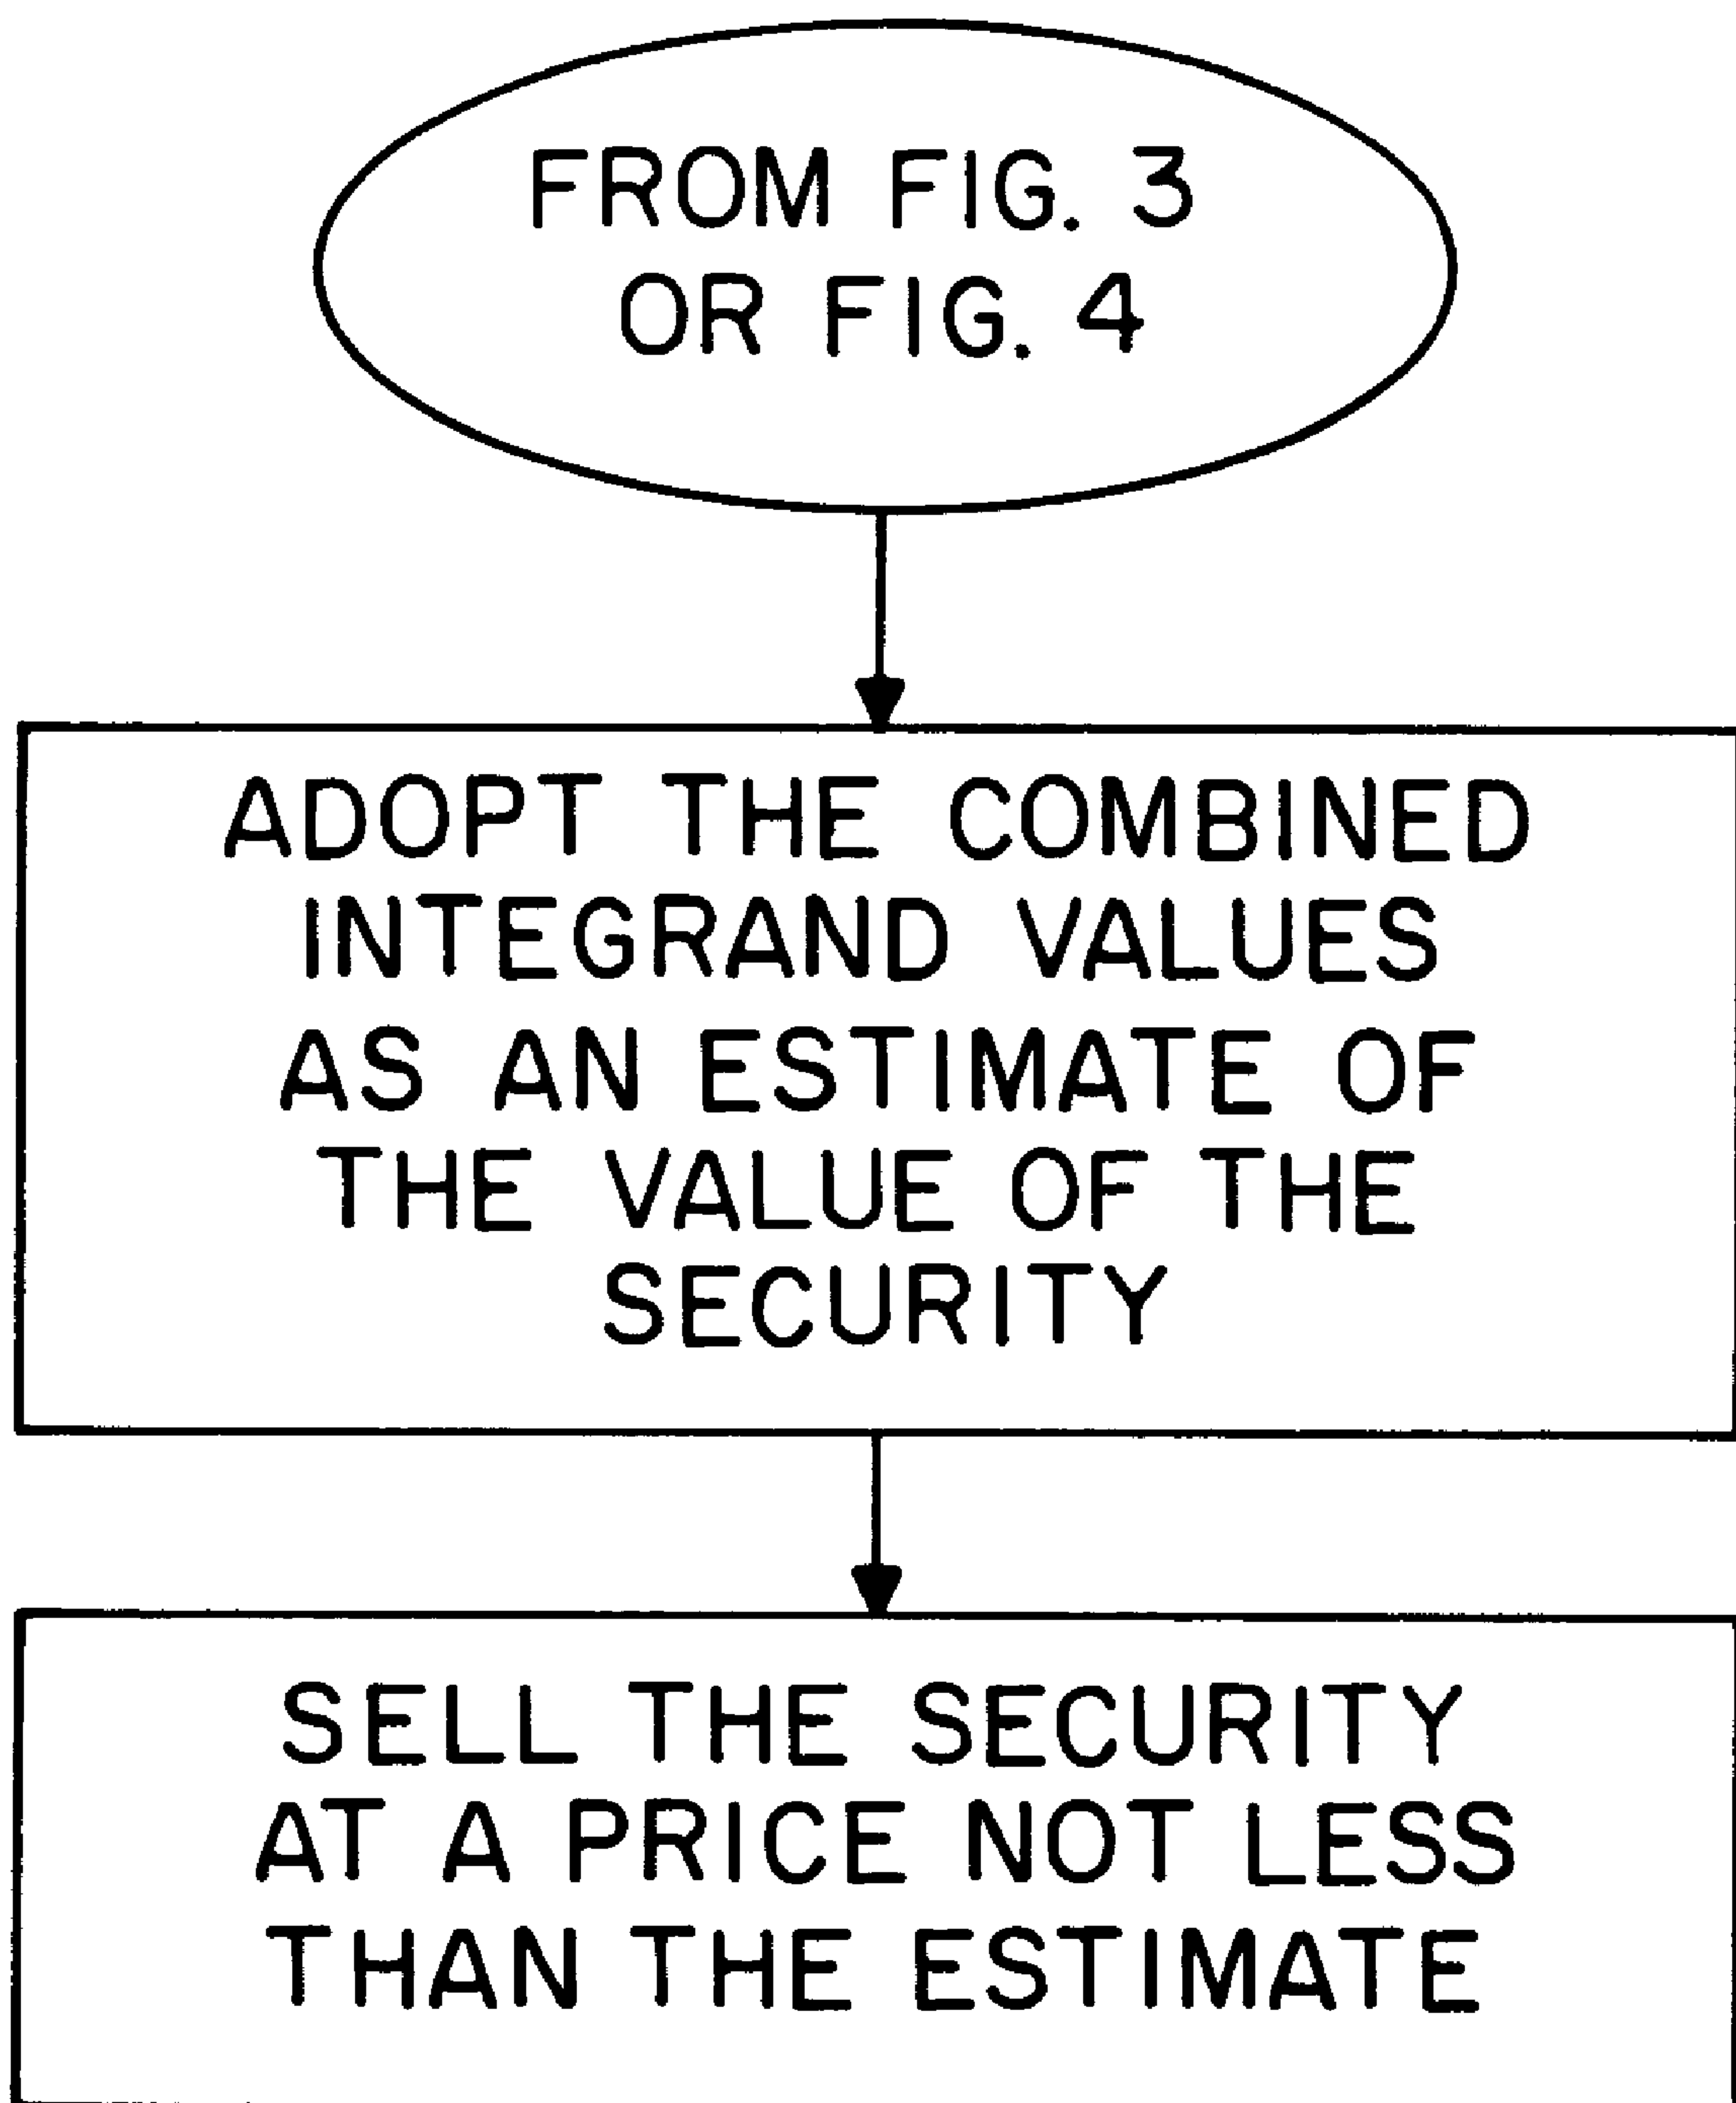 FROM FIG. 3
OR FIG. 4
ADOPT THE COMBINED
INTEGRAND VALUES
AS AN ESTIMATE OF
THE VALUE OF THE
SECURITY
SELL THE SECURITY
AT A PRICE NOT LESS
THAN THE ESTIMATE